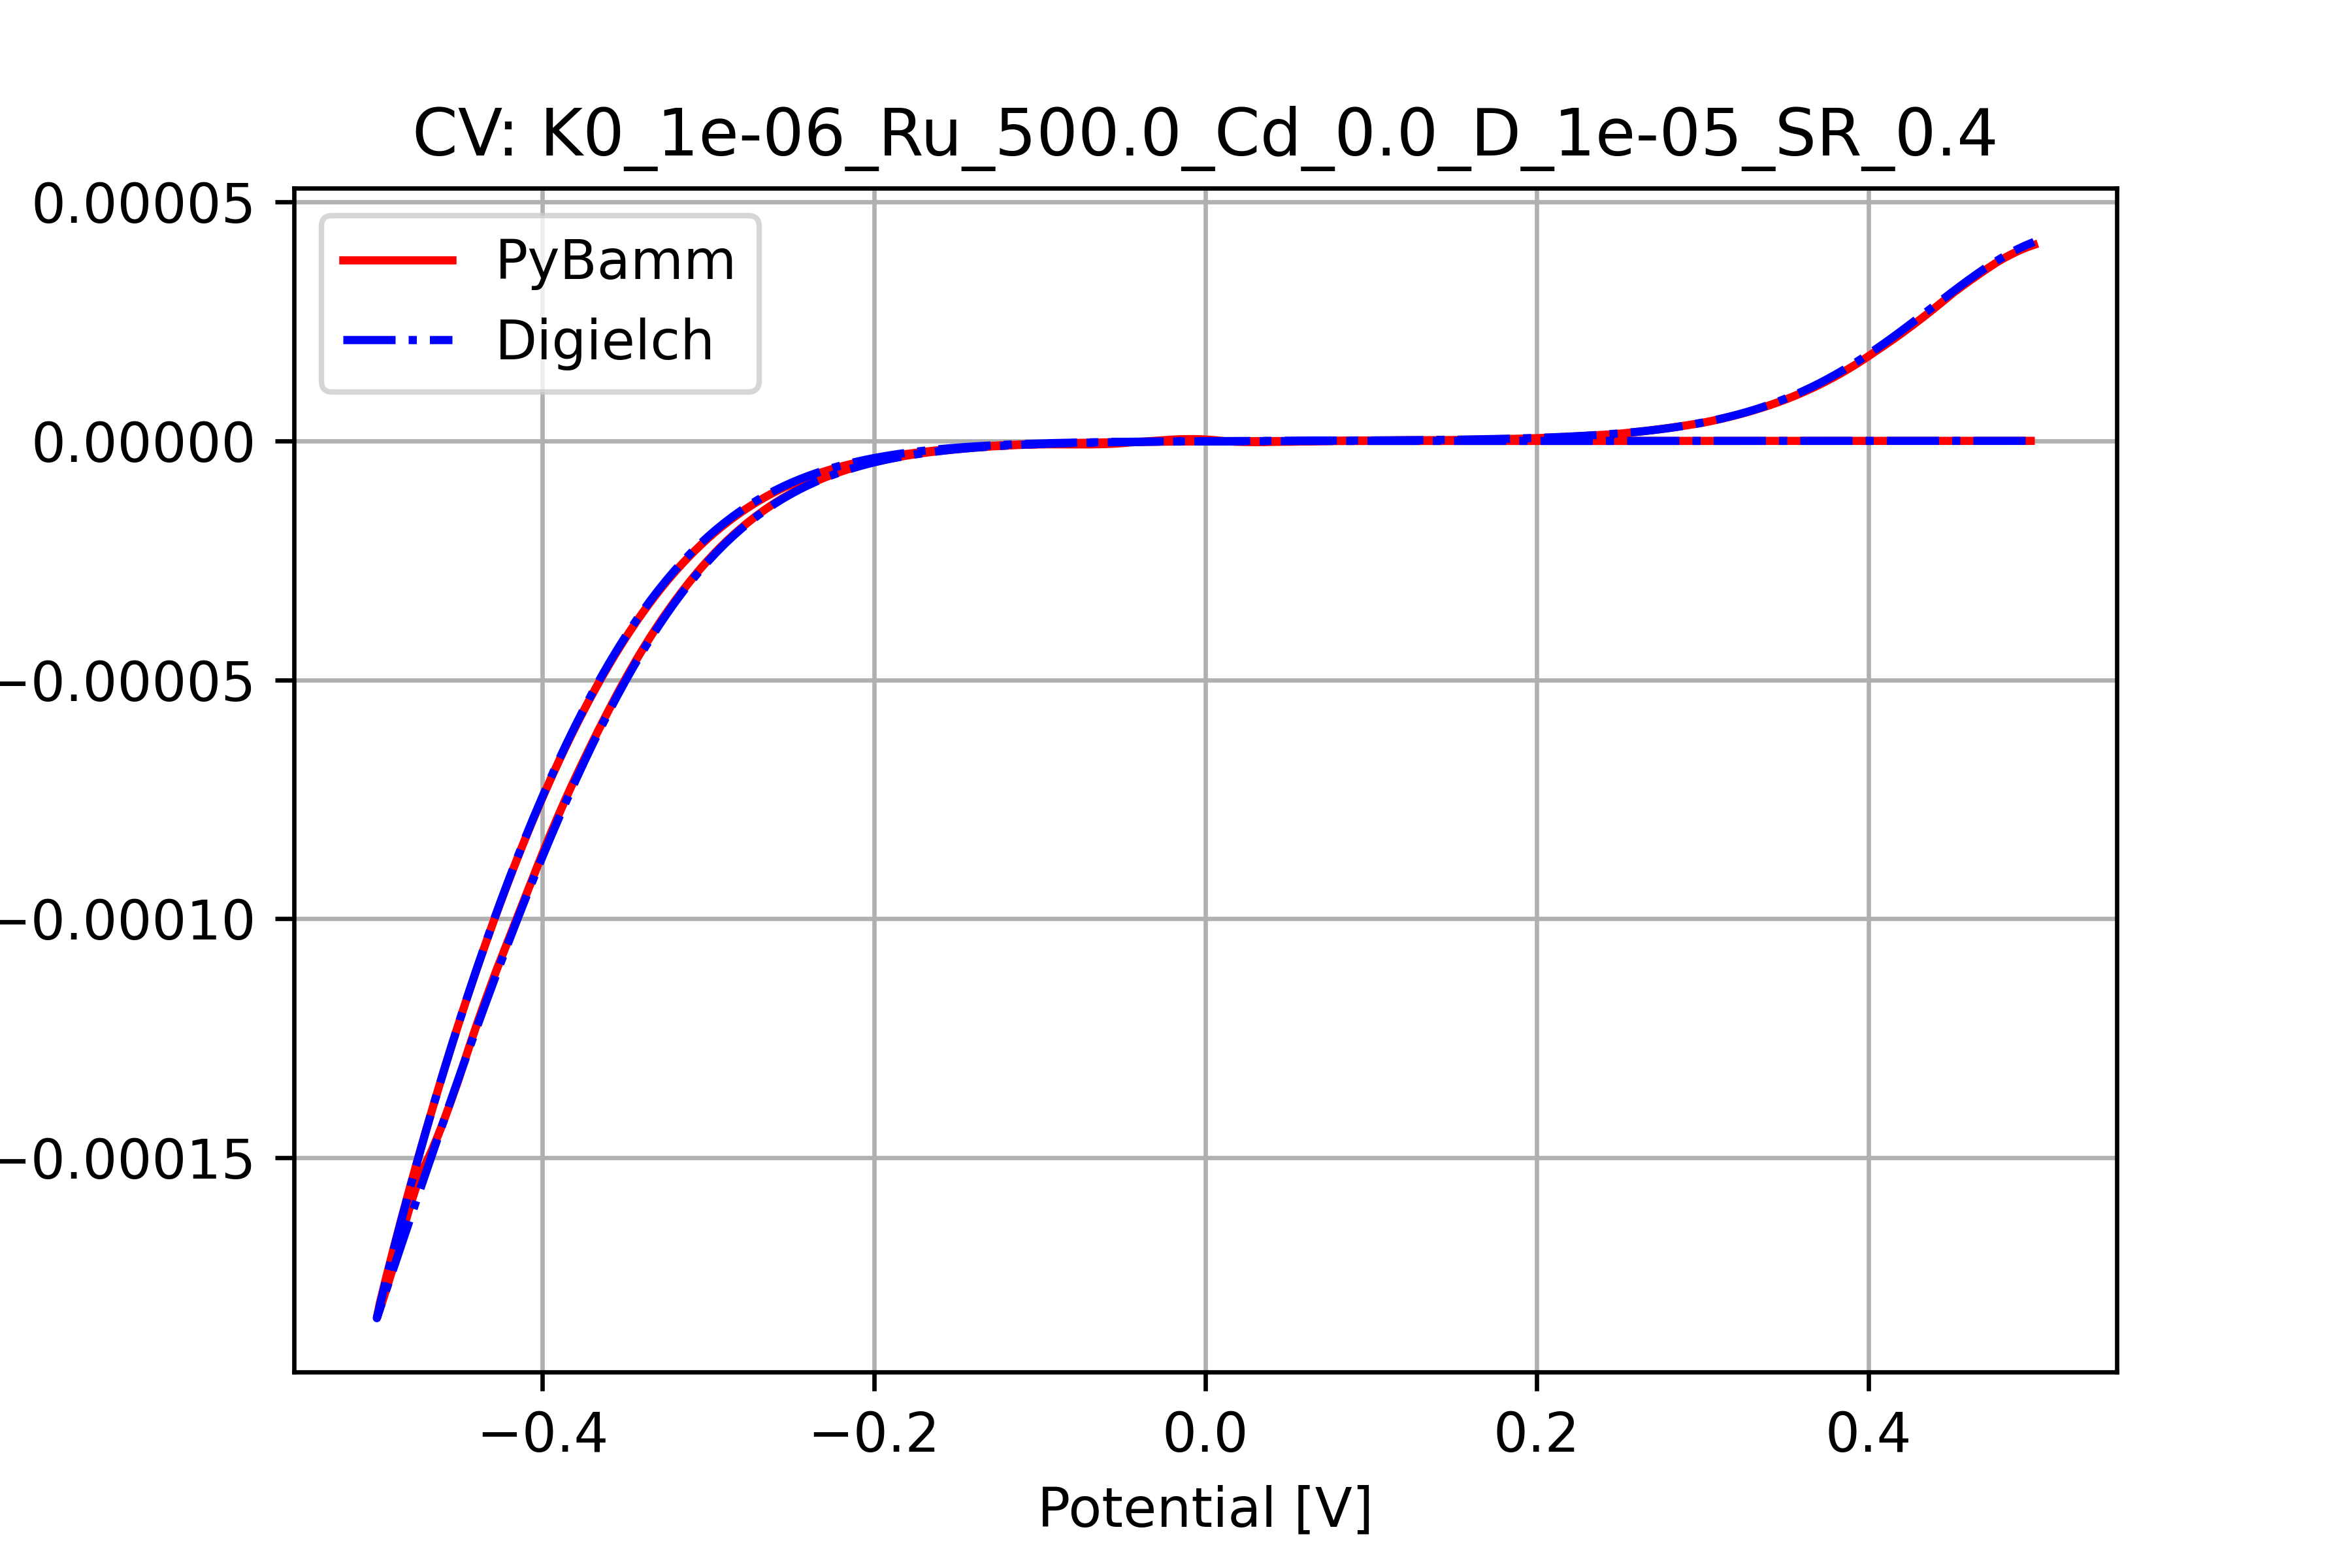 CV: K0_1e-06_Ru_500.0_Cd_0.0_D_1e-05_SR_0.4
0.00005
PyBamm
Digielch
0.00000
−0.00005
−0.00010
−0.00015
−0.4 −0.2 0.0 0.2 0.4
Potential [V]